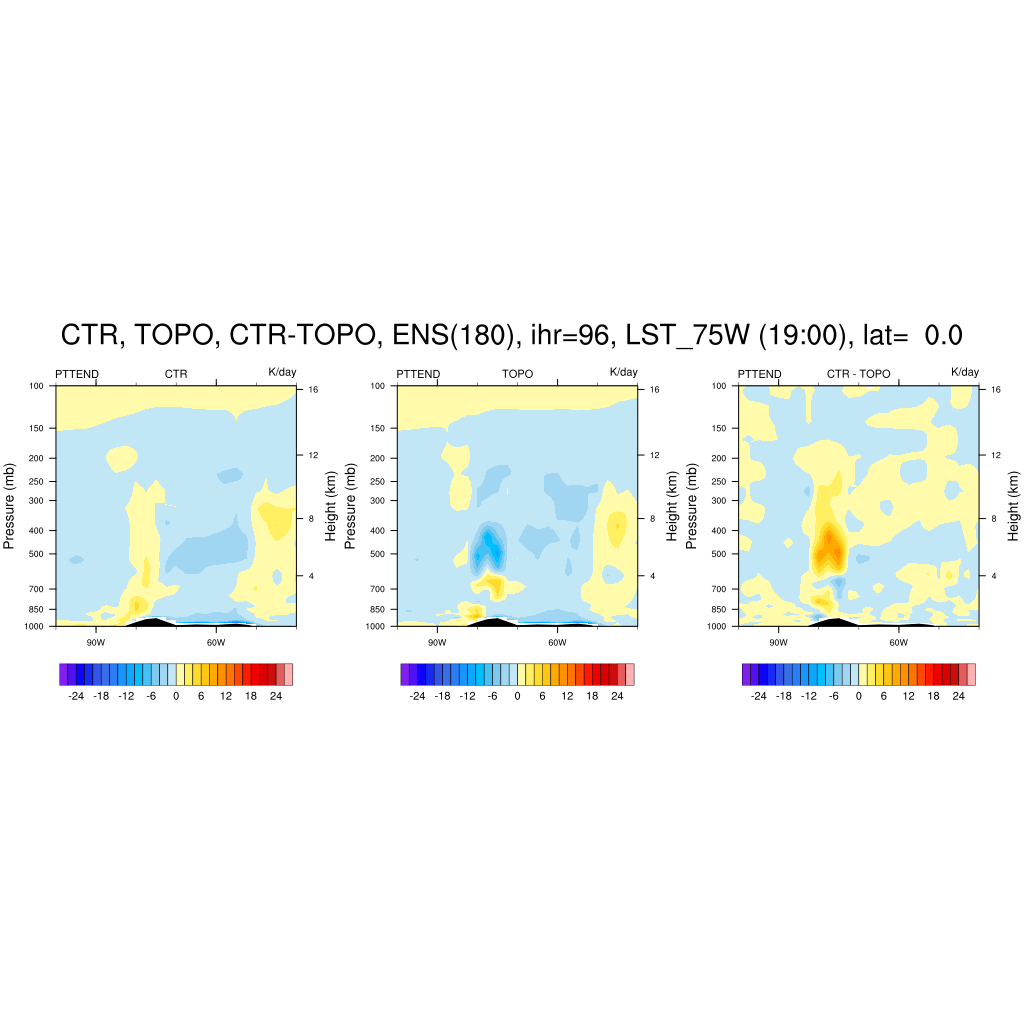 CTR, TOPO, CTR-TOPO, ENS(180), ihr=96, LST_75W (19:00), lat=  0.0
PTTEND CTR K/day
100
150
200
250
300
400
500
700
850
1000
Pressure (mb)
16
12
8
4
Height (km)
90W 60W
-24 -18 -12 -6 0 6 12 18 24
PTTEND TOPO K/day
100
150
200
250
300
400
500
700
850
1000
Pressure (mb)
16
12
8
4
Height (km)
90W 60W
-24 -18 -12 -6 0 6 12 18 24
PTTEND CTR - TOPO K/day
100
150
200
250
300
400
500
700
850
1000
Pressure (mb)
16
12
8
4
Height (km)
90W 60W
-24 -18 -12 -6 0 6 12 18 24